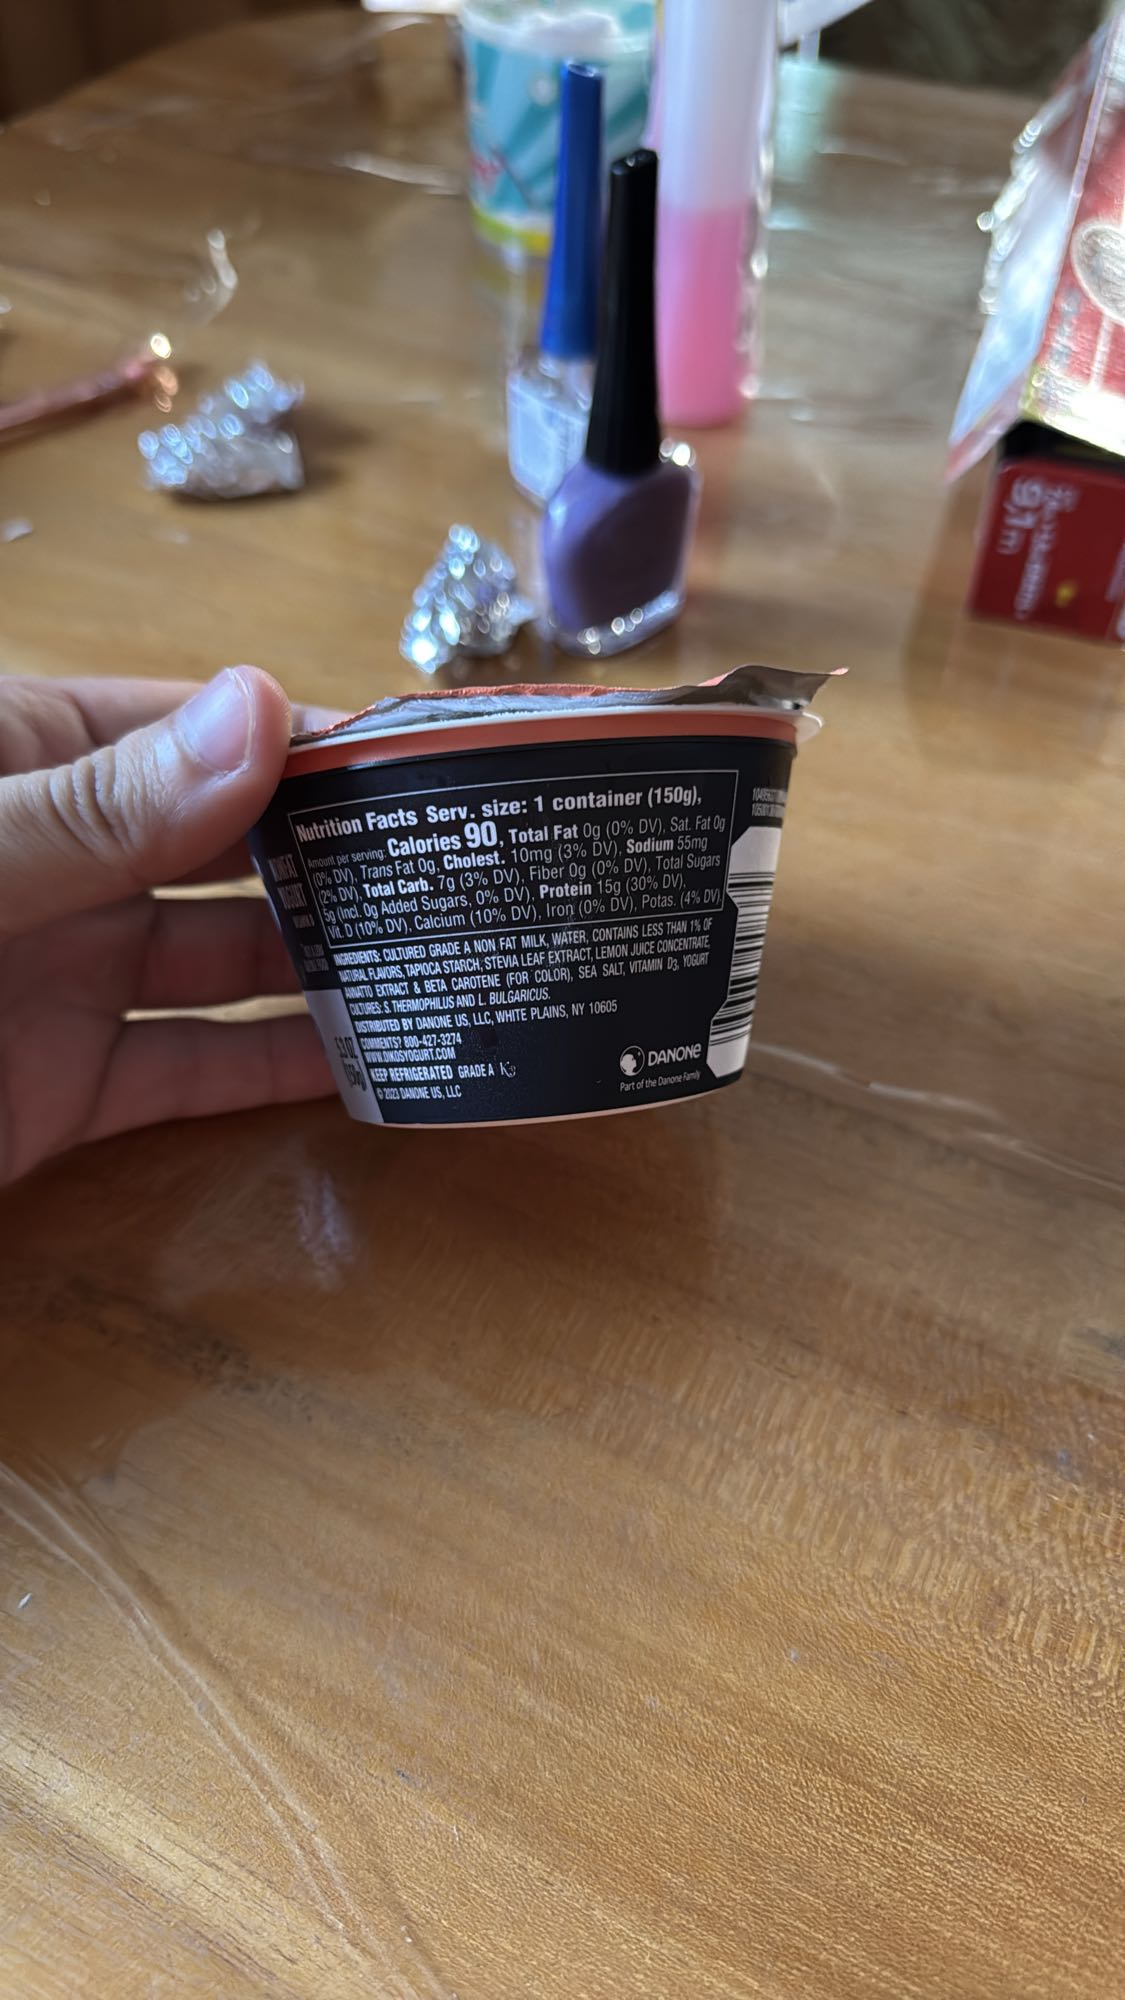 Nutrition Facts Serv. size: 1 container (150g),
Amount per serving: Calories 90, Total Fat 0g (0% DV), Sat. Fat 0g
(0% DV), Trans Fat 0g, Cholest. 10mg (3% DV), Sodium 55mg
(2% DV), Total Carb. 7g (3% DV), Fiber 0g (0% DV), Total Sugars
5g (Incl. 0g Added Sugars, 0% DV), Protein 15g (30% DV),
Vit. D (10% DV), Calcium (10% DV), Iron (0% DV), Potas. (4% DV)
INGREDIENTS: CULTURED GRADE A NON FAT MILK, WATER, CONTAINS LESS THAN 1% OF
NATURAL FLAVORS, TAPIOCA STARCH, STEVIA LEAF EXTRACT, LEMON JUICE CONCENTRATE,
ANNATTO EXTRACT & BETA CAROTENE (FOR COLOR), SEA SALT, VITAMIN D3, YOGURT
CULTURES: S. THERMOPHILUS AND L. BULGARICUS.
DISTRIBUTED BY DANONE US, LLC, WHITE PLAINS, NY 10605
COMMENTS? 800-427-3274
WWW.OIKOSYOGURT.COM
KEEP REFRIGERATED GRADE A
© 2023 DANONE US, LLC
DANONE
Part of the Danone Family
YOGURT
5.3 OZ
(150g)
9,1 m